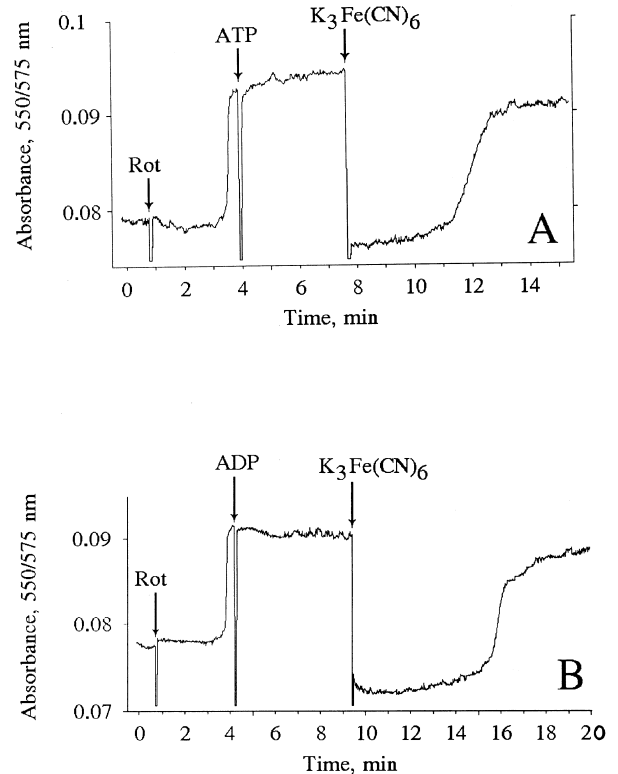 K3Fe(CN)6
0.1
ATP
Absorbance, 550/575 nm
0.09
Rot
0.08
A
0 2 4 6 8 10 12 14
Time, min
ADP K3Fe(CN)6
Absorbance, 550/575 nm
0.09
Rot
0.08
B
0.07
0 2 4 6 8 10 12 14 16 18 20
Time, min